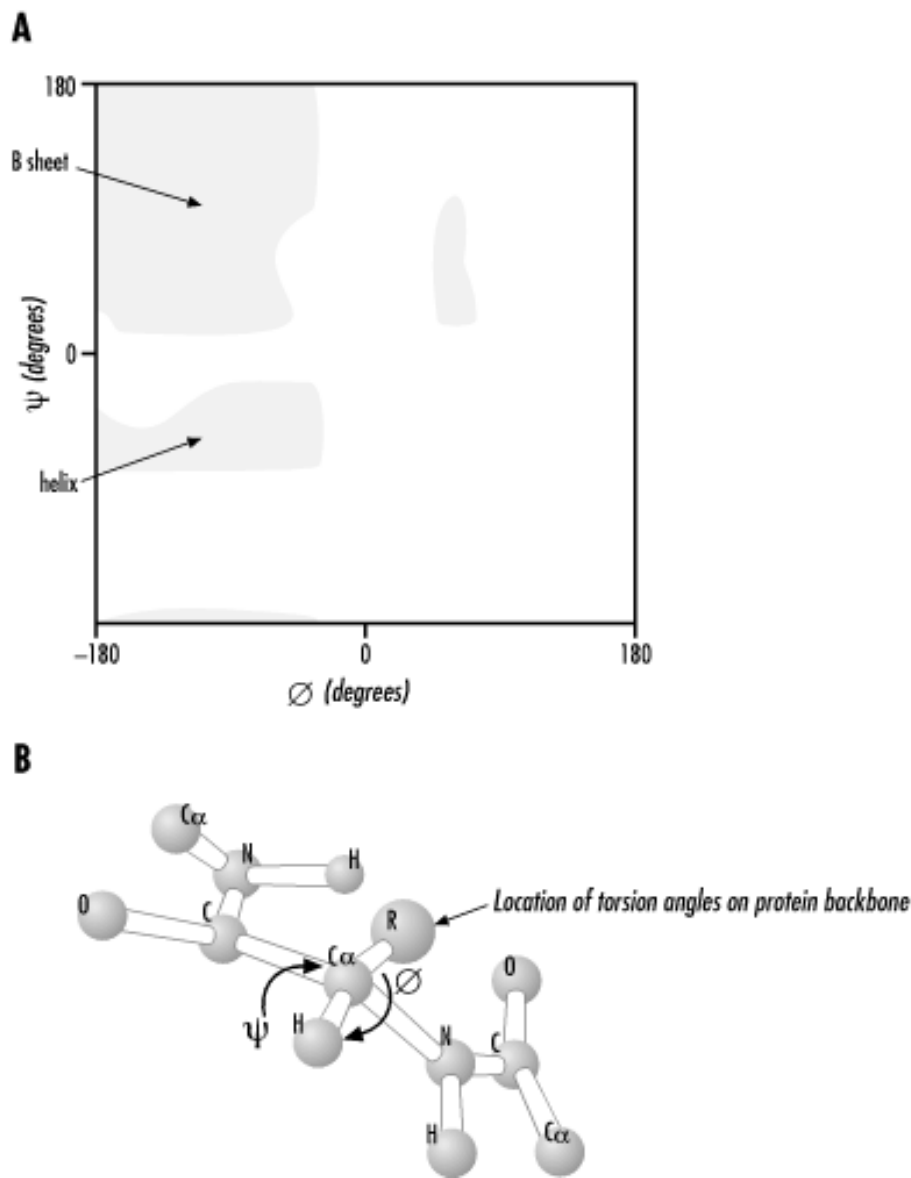 A
180
B sheet
ψ (degrees)
0
helix
-180
0
180
∅ (degrees)
B
Cα
N
H
O
C
R
Location of torsion angles on protein backbone
Cα
∅
O
ψ
H
N
C
H
Cα